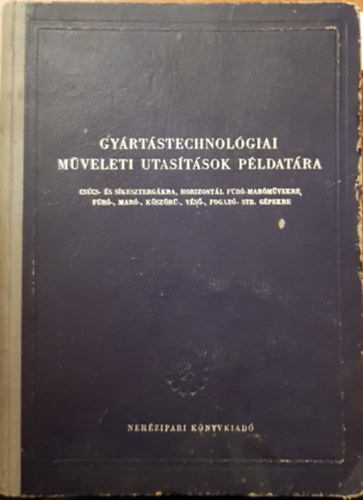 GYÁRTÁSTECHNOLÓGIAI
MŰVELETI UTASÍTÁSOK PÉLDATÁRA
CSÚCS- ÉS SÍKESZTERGÁKRA, HORIZONTÁL FÚRÓ-MARÓMŰVEKRE,
FÚRÓ-, MARÓ-, KÖSZÖRŰ-, VÉSŐ-, FOGAZÓ- STB. GÉPEKRE
NEHÉZIPARI KÖNYVKIADÓ